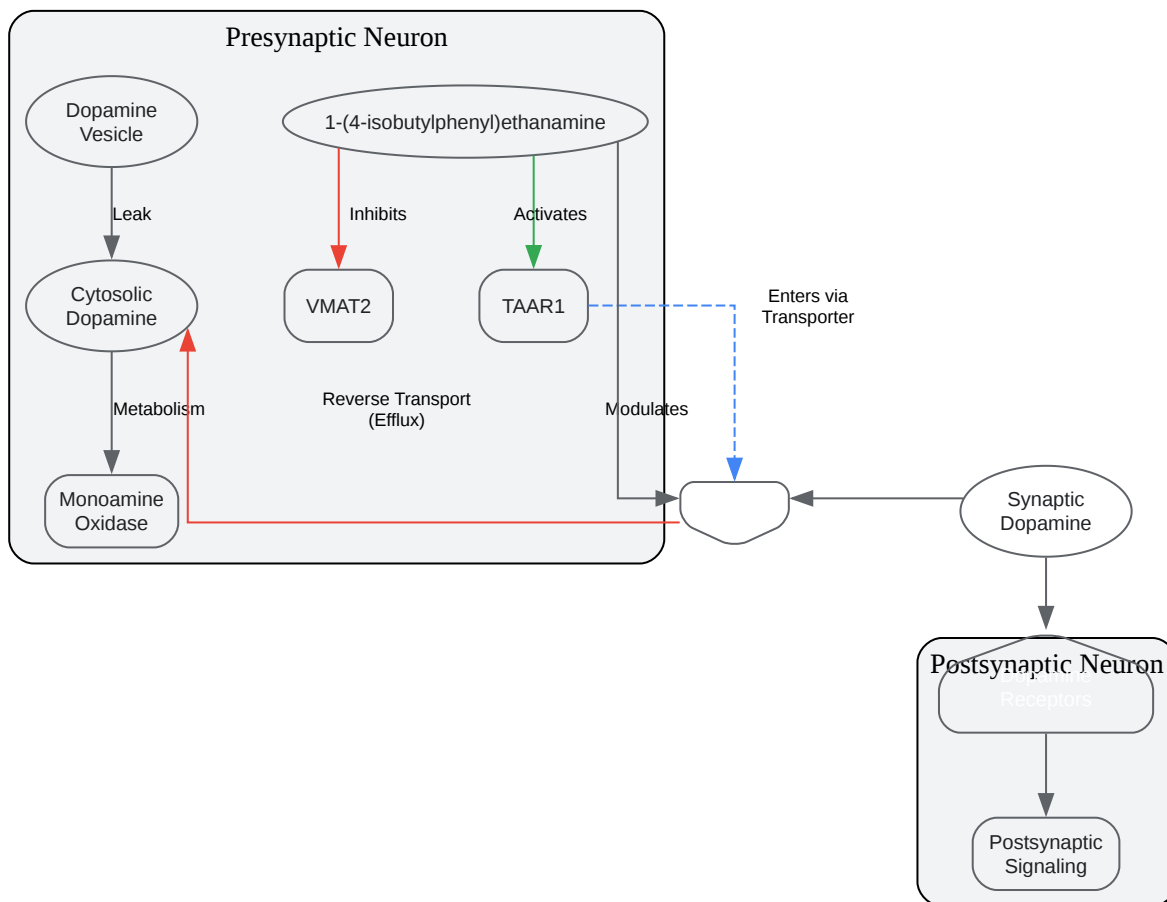 Presynaptic Neuron
Dopamine
Vesicle
1-(4-isobutylphenyl)ethanamine
Leak
Inhibits
Activates
Cytosolic
Dopamine
VMAT2
TAAR1
Enters via
Transporter
Metabolism
Reverse Transport
(Efflux)
Modulates
Monoamine
Oxidase
Synaptic
Dopamine
Postsynaptic Neuron
Dopamine
Receptors
Postsynaptic
Signaling